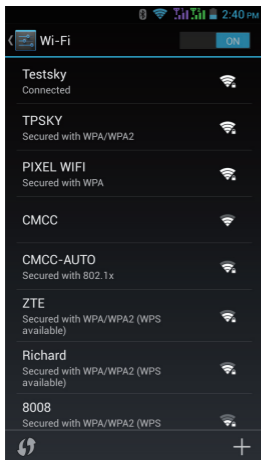 2:40 PM
Wi-Fi
ON
Testsky
Connected
TPSKY
Secured with WPA/WPA2
PIXEL WIFI
Secured with WPA
CMCC
CMCC-AUTO
Secured with 802.1x
ZTE
Secured with WPA/WPA2 (WPS
available)
Richard
Secured with WPA/WPA2 (WPS
available)
8008
Secured with WPA/WPA2 (WPS